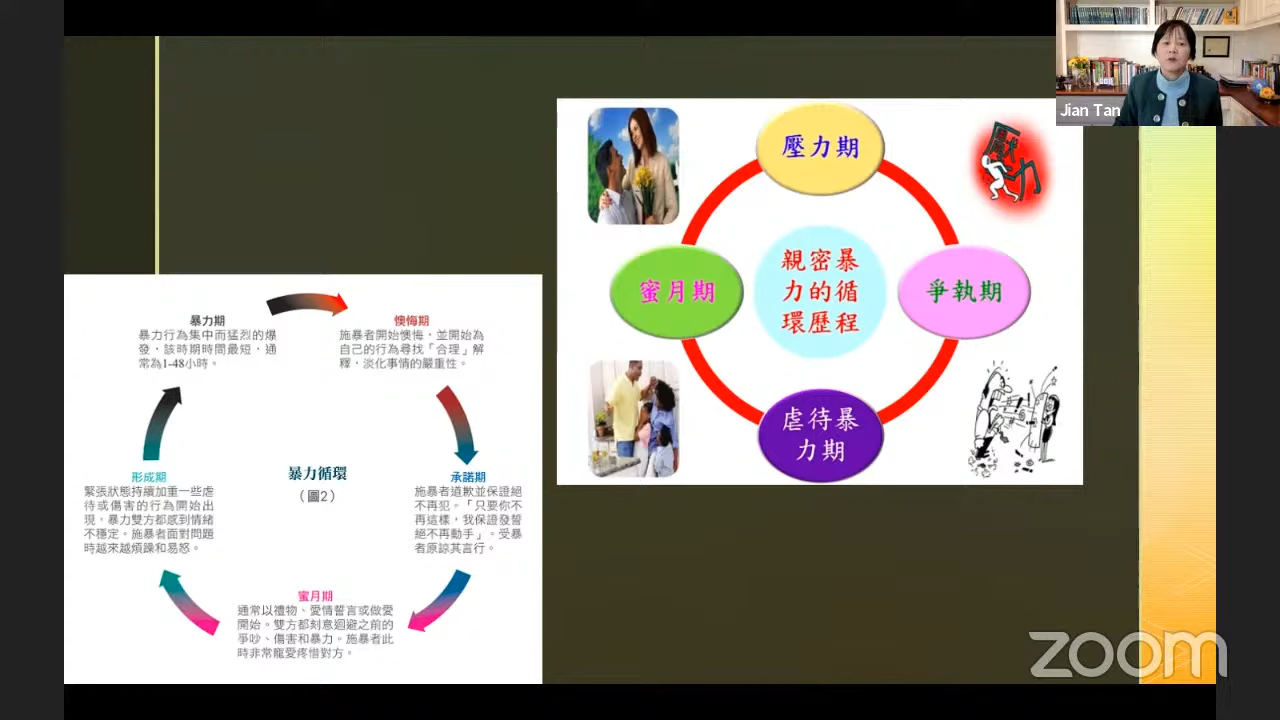 Jian Tan
壓力期
親密暴
力的循
環歷程
蜜月期
爭執期
虐待暴
力期
壓力
暴力期
暴力行為集中而猛烈的爆
發，該時期時間最短，通
常為1-48小時。
懊悔期
施暴者開始懊悔，並開始為
自己的行為尋找「合理」解
釋，淡化事情的嚴重性。
形成期
緊張狀態持續加重一些虐
待或傷害的行為開始出
現，暴力雙方都感到情緒
不穩定。施暴者面對問題
時越來越煩躁和易怒。
暴力循環
（圖2）
承諾期
施暴者道歉並保證絕
不再犯。「只要你不
再這樣，我保證發誓
絕不再動手」。受暴
者原諒其言行。
蜜月期
通常以禮物、愛情誓言或做愛
開始。雙方都刻意迴避之前的
爭吵、傷害和暴力。施暴者此
時非常寵愛疼惜對方。
zoom